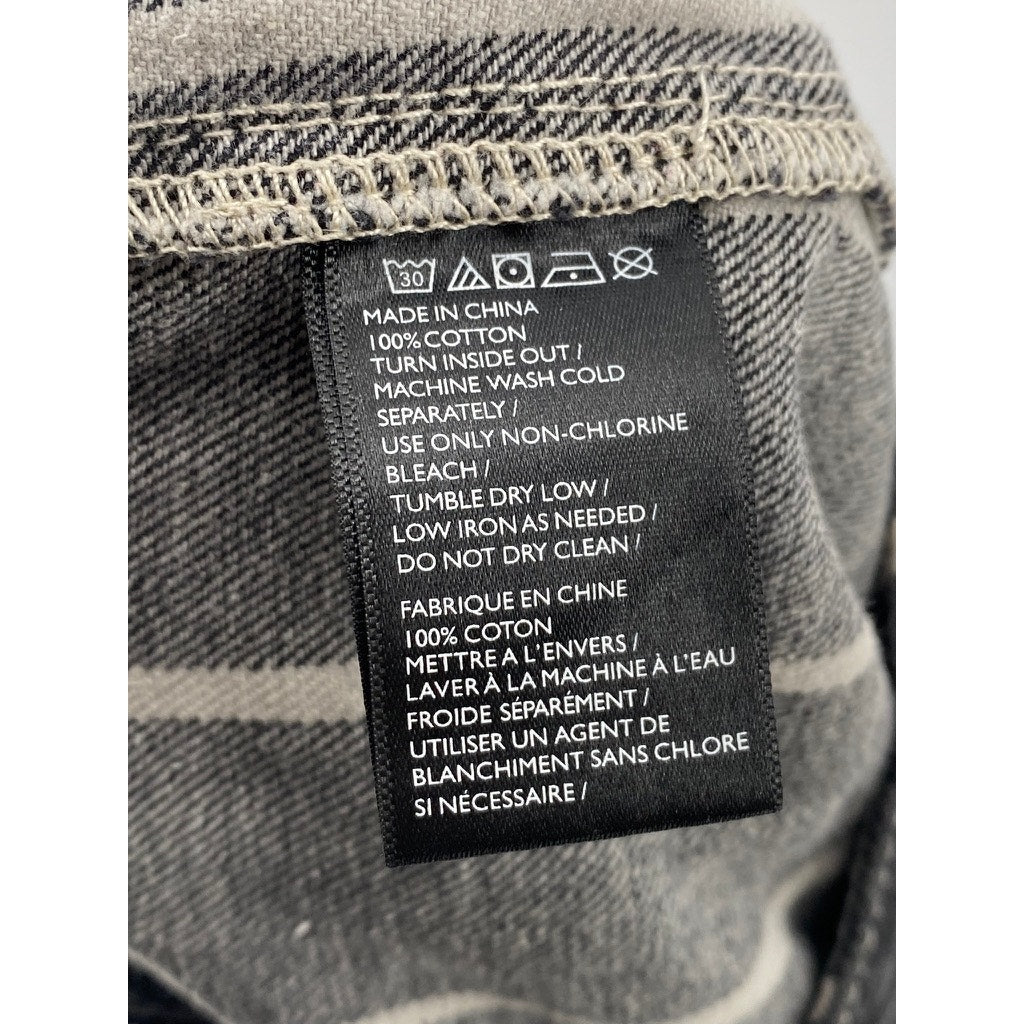 30
MADE IN CHINA
100% COTTON
TURN INSIDE OUT /
MACHINE WASH COLD
SEPARATELY /
USE ONLY NON-CHLORINE
BLEACH /
TUMBLE DRY LOW /
LOW IRON AS NEEDED /
DO NOT DRY CLEAN /
FABRIQUE EN CHINE
100% COTON
METTRE A L'ENVERS /
LAVER À LA MACHINE À L'EAU
FROIDE SÉPARÉMENT /
UTILISER UN AGENT DE
BLANCHIMENT SANS CHLORE
SI NÉCESSAIRE /